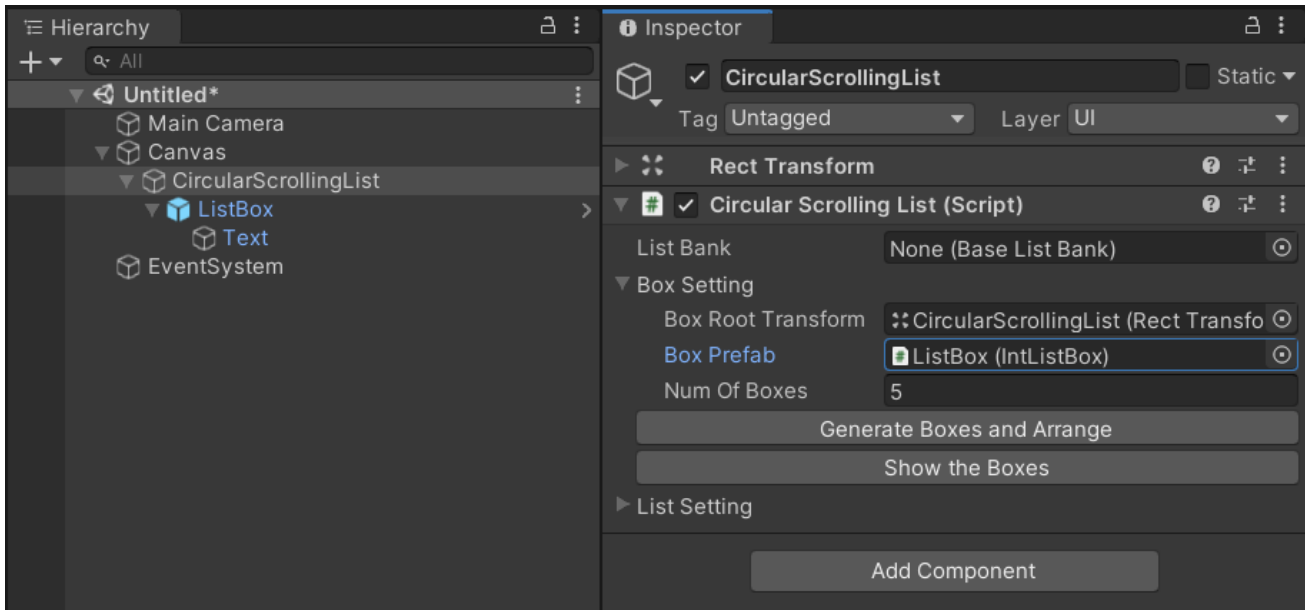 Hierarchy
All
Untitled*
Main Camera
Canvas
CircularScrollingList
ListBox
Text
EventSystem
Inspector
CircularScrollingList
Static
Tag Untagged Layer UI
Rect Transform
# Circular Scrolling List (Script)
List Bank None (Base List Bank)
Box Setting
Box Root Transform CircularScrollingList (Rect Transfo
Box Prefab # ListBox (IntListBox)
Num Of Boxes 5
Generate Boxes and Arrange
Show the Boxes
List Setting
Add Component